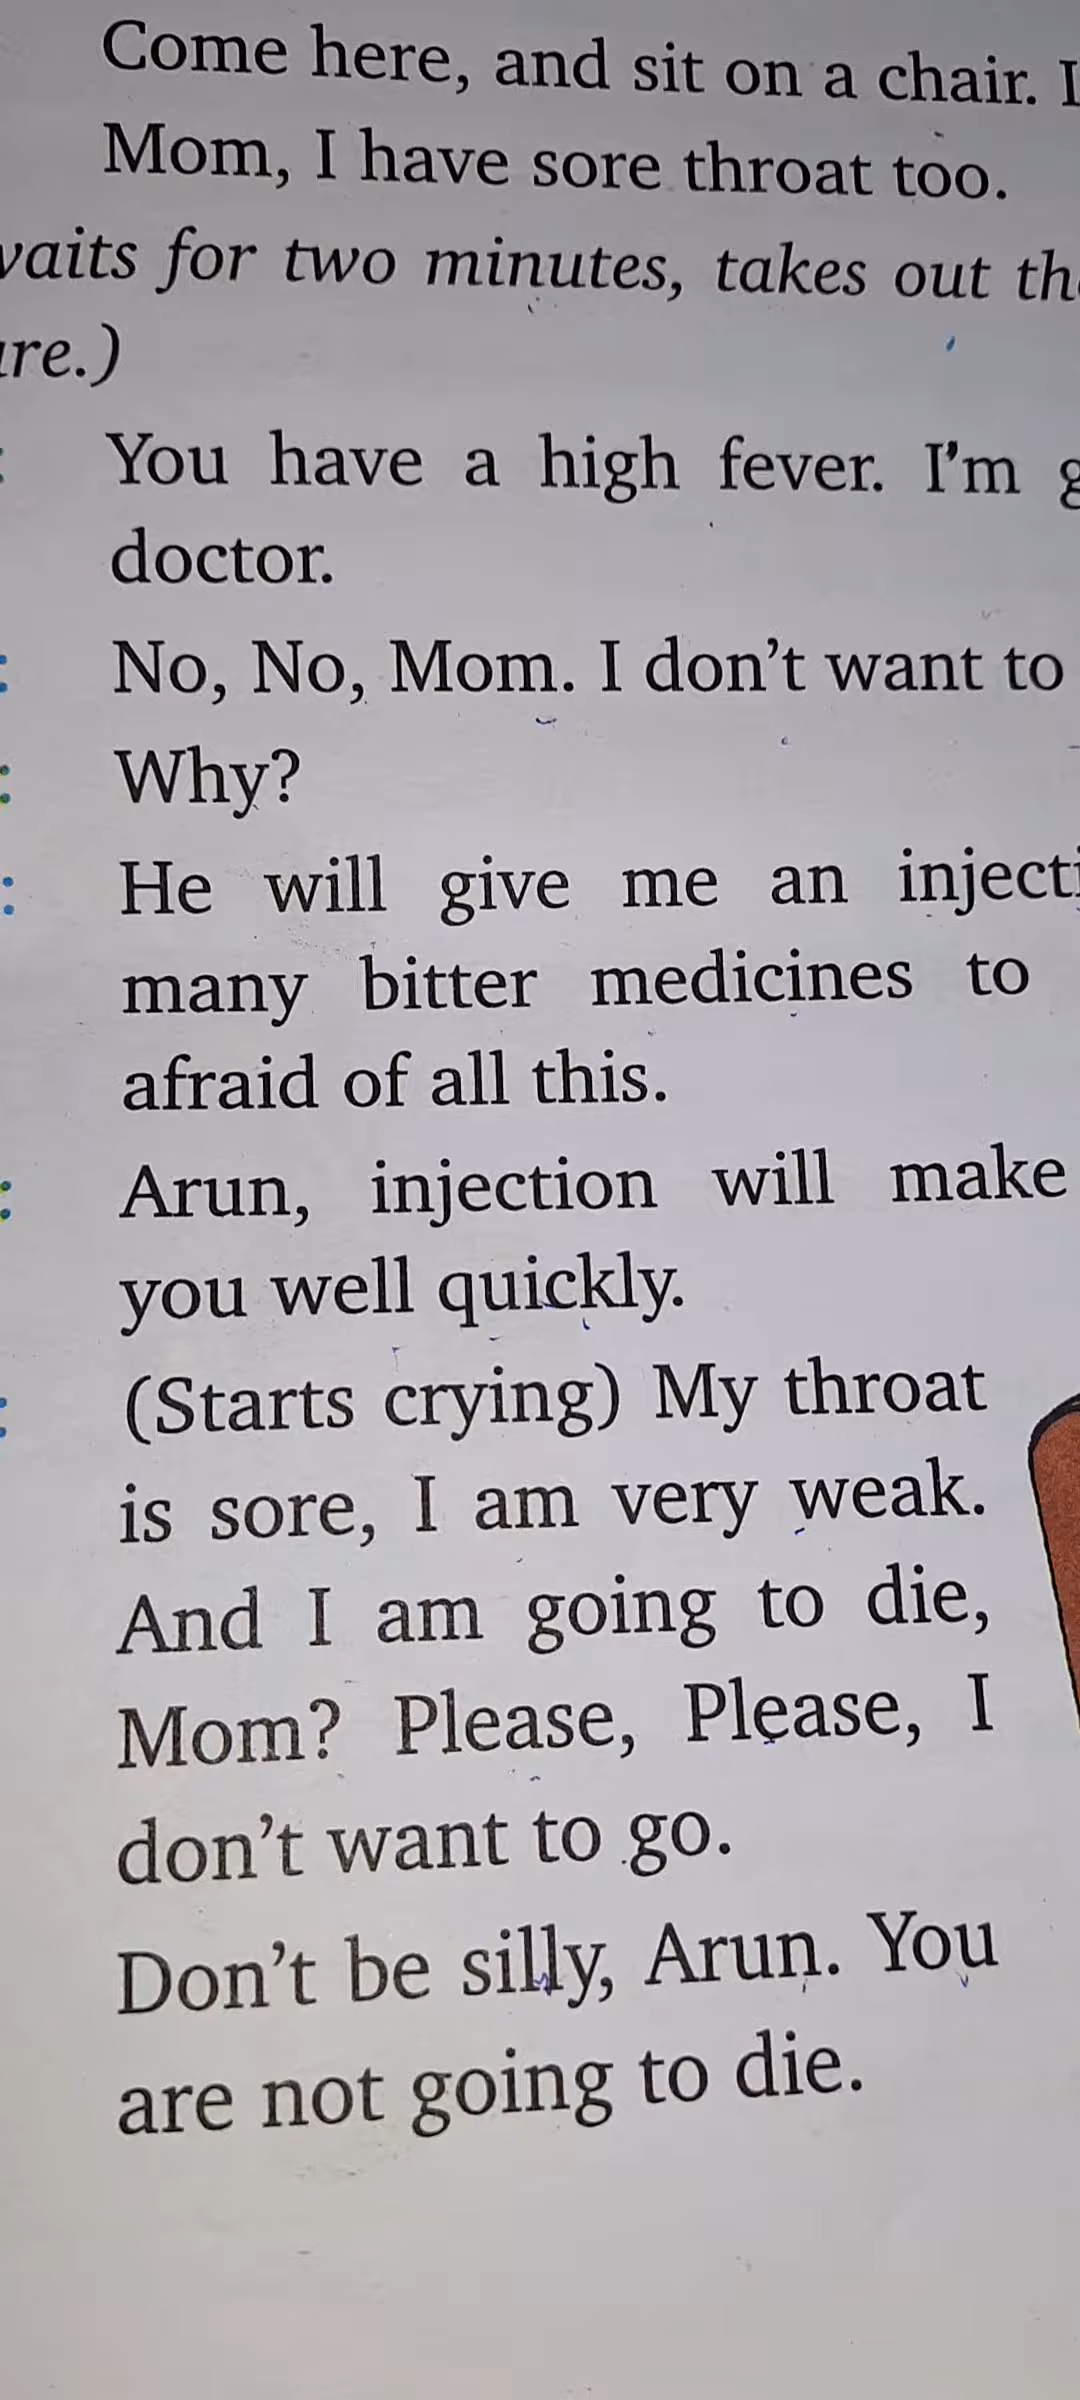 Come here, and sit on a chair.
Mom, I have sore throat too.
for two minutes, takes out
You have a high fever. I'm
doctor.
: No, No, Mom. I don't want to
: Why?
: He will give me an
many bitter medicines to
afraid of all this.
: Arun, injection will make
you well quickly.
: (Starts crying) My throat
is sore, I am very weak.
And I am going to die,
Mom? Please, Please, I
don't want to go.
Don't be silly, Arun. You
are not going to die.